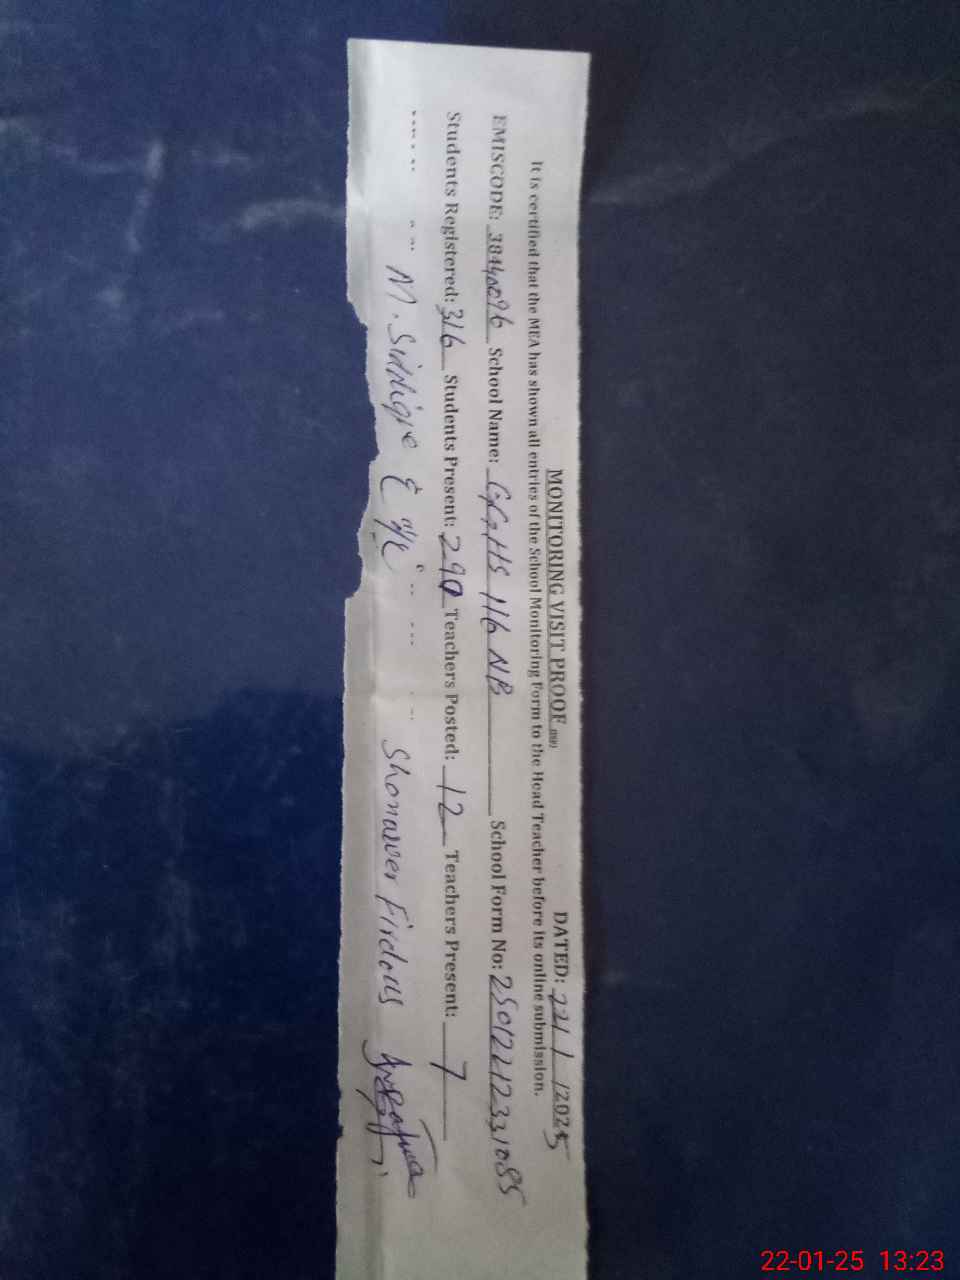 MONITORING VISIT PROOF DATED: 22/1/2025
It is certified that the MEA has shown all entries of the School Monitoring Form to the Head Teacher before its online submission.
EMISCODE: 38440096 School Name: GGHS 116 NB School Form No: 25012212331085
Students Registered: 316 Students Present: 290 Teachers Posted: 12 Teachers Present: 7
M. Siddique Shonawer Firdous
22-01-25 13:23